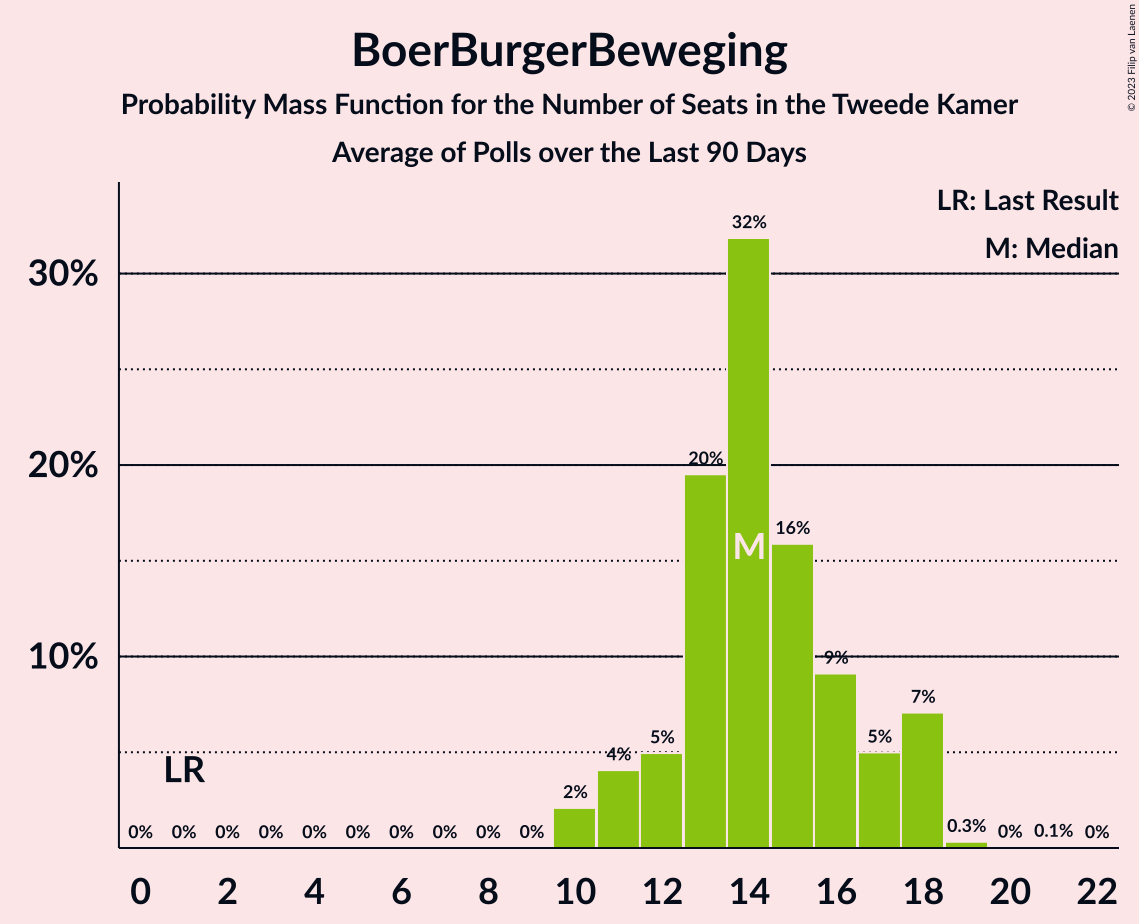 BoerBurgerBeweging
Probability Mass Function for the Number of Seats in the Tweede Kamer
Average of Polls over the Last 90 Days
© 2023 Filip van Laenen
LR: Last Result
M: Median
30%
20%
10%
32%
20%
M
16%
9%
7%
5%
5%
4%
2%
LR
0% 0% 0% 0% 0% 0% 0% 0% 0% 0% 0.3% 0% 0.1% 0%
0 2 4 6 8 10 12 14 16 18 20 22